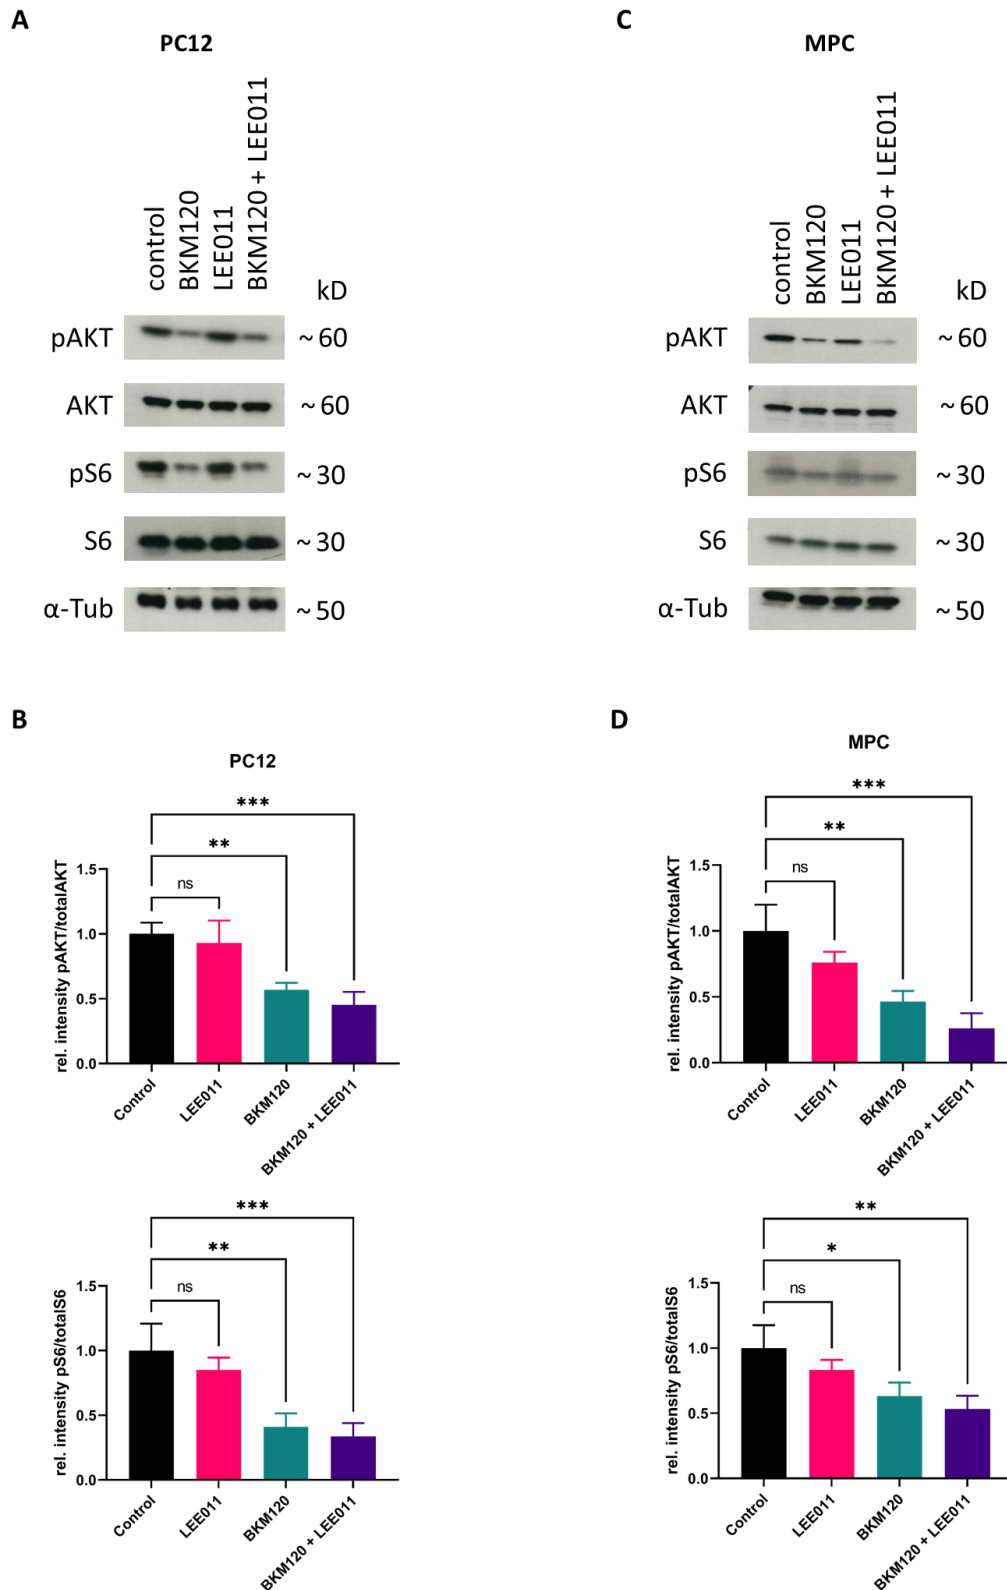 A
PC12
control
BKM120
LEE011
BKM120 + LEE011
kD
pAKT
~ 60
AKT
~ 60
pS6
~ 30
S6
~ 30
α-Tub
~ 50
C
MPC
control
BKM120
LEE011
BKM120 + LEE011
kD
pAKT
~ 60
AKT
~ 60
pS6
~ 30
S6
~ 30
α-Tub
~ 50
B
PC12
***
**
ns
rel. intensity pAKT/totalAKT
1.5
1.0
0.5
0.0
Control
LEE011
BKM120
BKM120 + LEE011
***
**
ns
rel. intensity pS6/totalS6
1.5
1.0
0.5
0.0
Control
LEE011
BKM120
BKM120 + LEE011
D
MPC
***
**
ns
rel. intensity pAKT/totalAKT
1.5
1.0
0.5
0.0
Control
LEE011
BKM120
BKM120 + LEE011
**
*
ns
rel. intensity pS6/totalS6
1.5
1.0
0.5
0.0
Control
LEE011
BKM120
BKM120 + LEE011